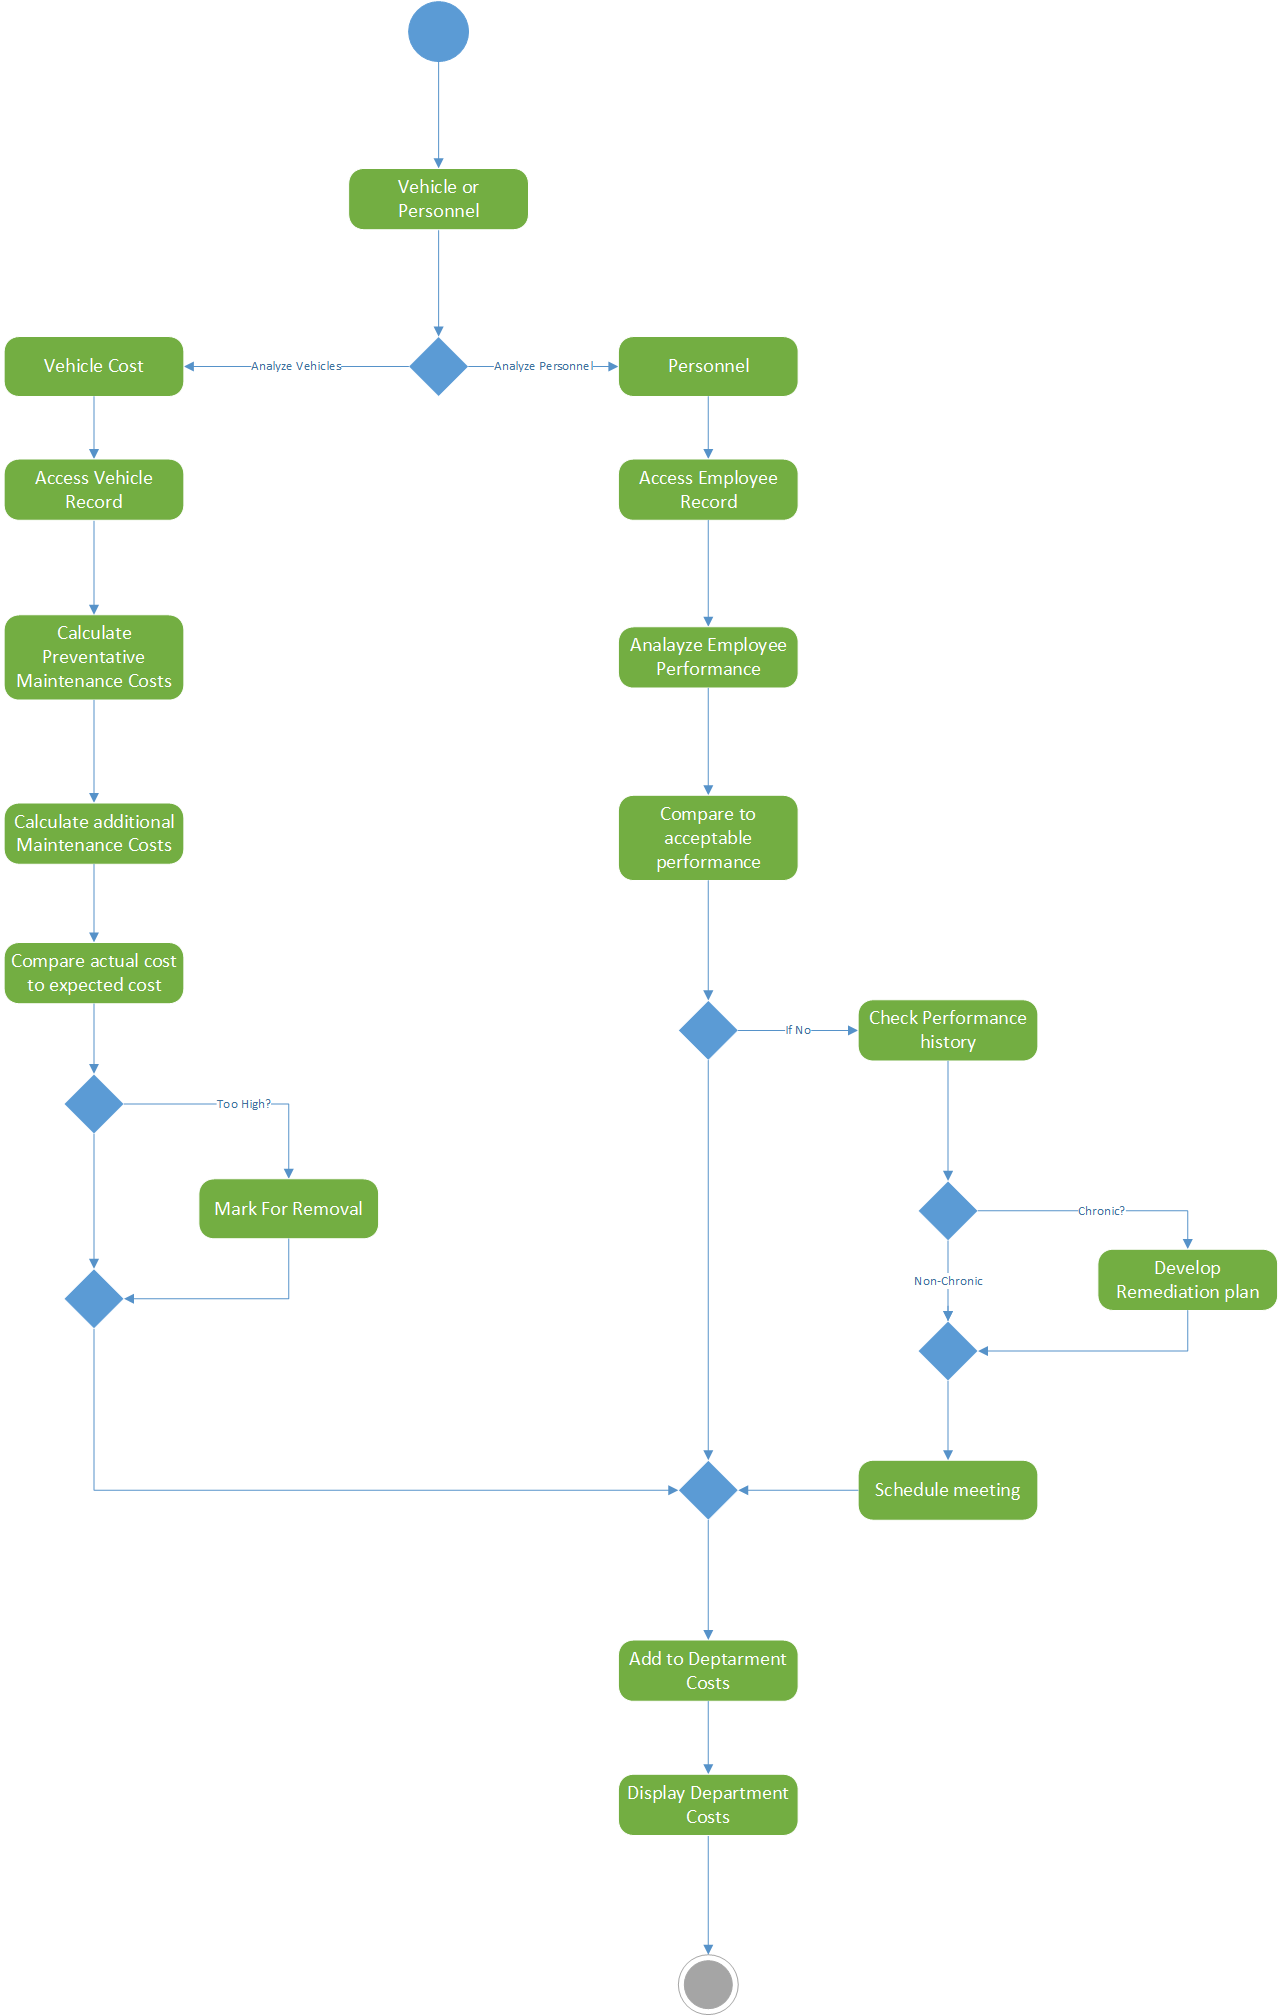 Vehicle or
Personnel
Vehicle Cost
Analyze Vehicles
Analyze Personnel
Personnel
Access Vehicle
Record
Access Employee
Record
Calculate
Preventative
Maintenance Costs
Analayze Employee
Performance
Calculate additional
Maintenance Costs
Compare to
acceptable
performance
Compare actual cost
to expected cost
If No
Check Performance
history
Too High?
Mark For Removal
Chronic?
Non-Chronic
Develop
Remediation plan
Schedule meeting
Add to Deptarment
Costs
Display Department
Costs